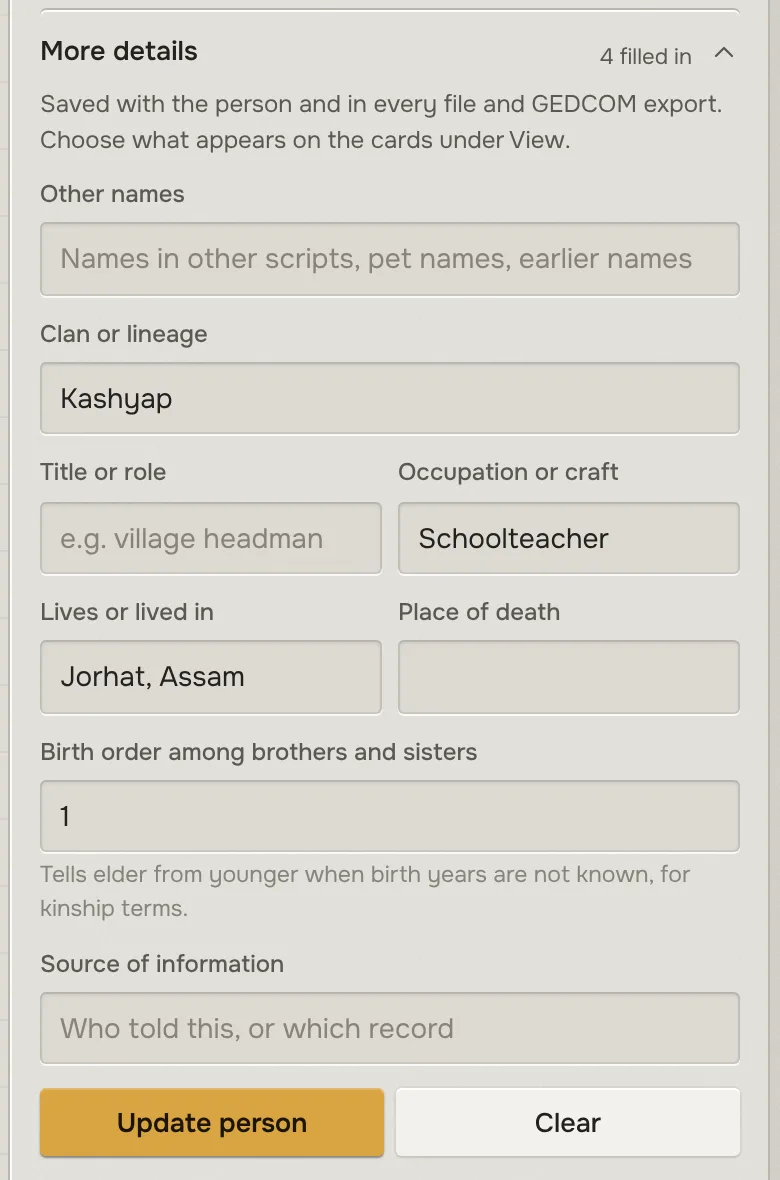 More details
4 filled in
Saved with the person and in every file and GEDCOM export.
Choose what appears on the cards under View.
Other names
Names in other scripts, pet names, earlier names
Clan or lineage
Kashyap
Title or role
Occupation or craft
e.g. village headman
Schoolteacher
Lives or lived in
Place of death
Jorhat, Assam
Birth order among brothers and sisters
1
Tells elder from younger when birth years are not known, for
kinship terms.
Source of information
Who told this, or which record
Update person
Clear